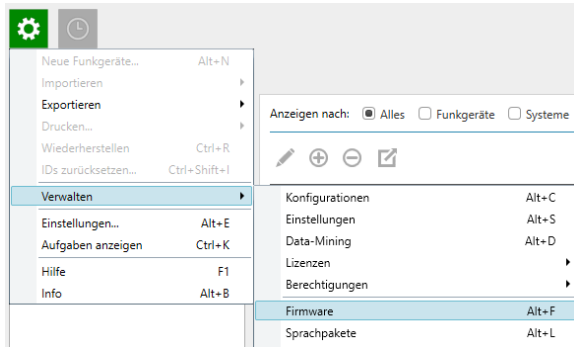 Neue Funkgeräte... Alt+N
Importieren
Exportieren
Drucken...
Wiederherstellen Ctrl+R
IDs zurücksetzen... Ctrl+Shift+I
Verwalten
Einstellungen... Alt+E
Aufgaben anzeigen Ctrl+K
Hilfe F1
Info Alt+B
Anzeigen nach: Alles Funkgeräte Systeme
Konfigurationen Alt+C
Einstellungen Alt+S
Data-Mining Alt+D
Lizenzen
Berechtigungen
Firmware Alt+F
Sprachpakete Alt+L